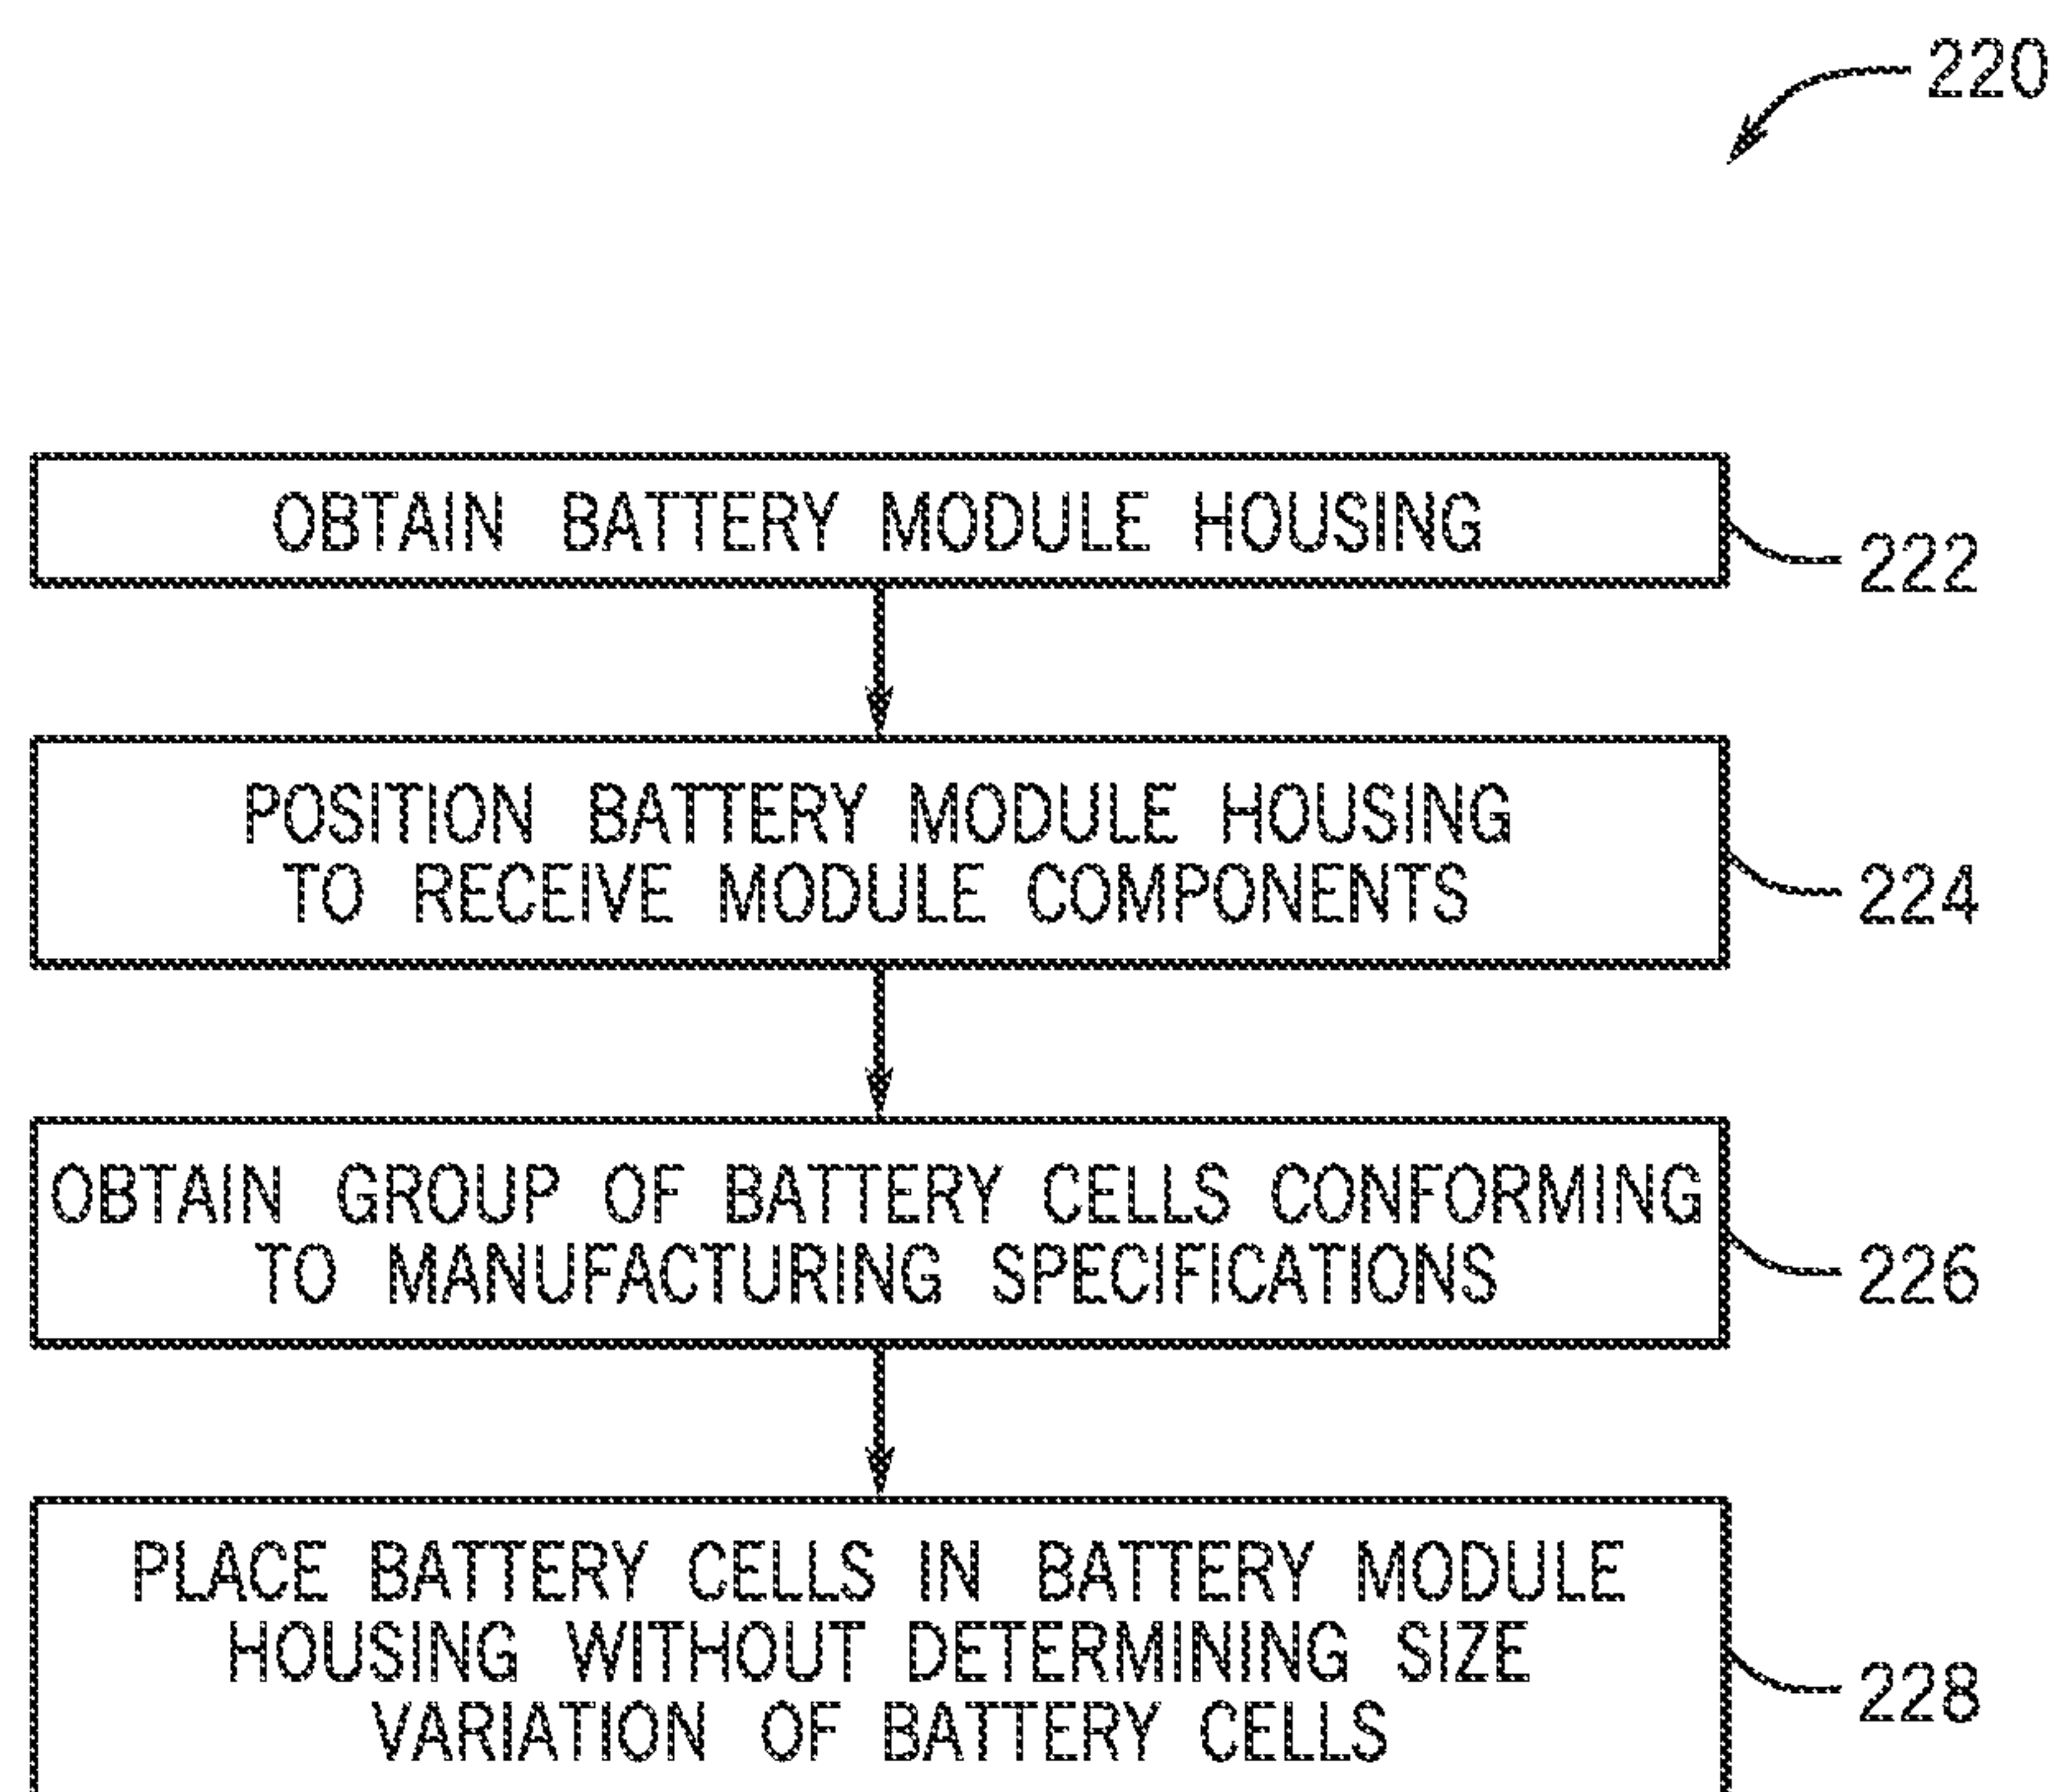 220
OBTAIN BATTERY MODULE HOUSING
222
POSITION BATTERY MODULE HOUSING
TO RECEIVE MODULE COMPONENTS
224
OBTAIN GROUP OF BATTERY CELLS CONFORMING
TO MANUFACTURING SPECIFICATIONS
226
PLACE BATTERY CELLS IN BATTERY MODULE
HOUSING WITHOUT DETERMINING SIZE
VARIATION OF BATTERY CELLS
228